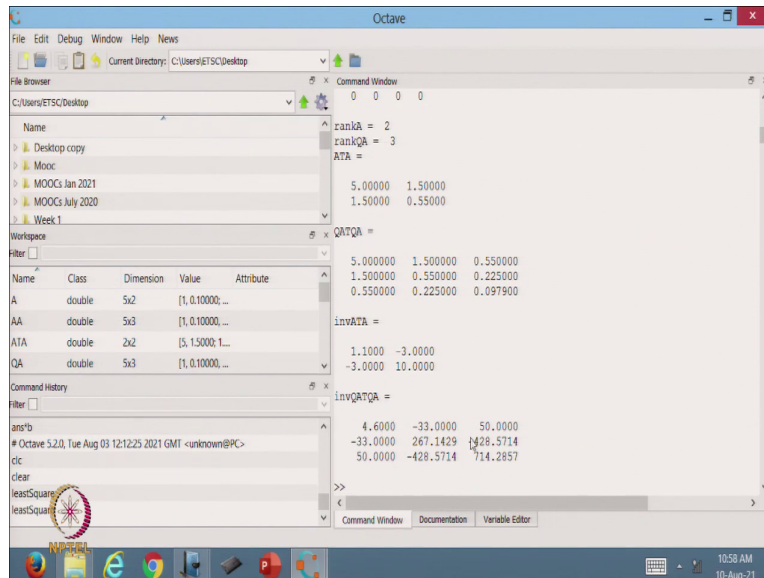 Octave
File Edit Debug Window Help News
Current Directory: C:\Users\ETSC\Desktop
File Browser
C:/Users/ETSC/Desktop
Name
Desktop copy
Mooc
MOOCs Jan 2021
MOOCs July 2020
Week 1
Workspace
Filter
Name Class Dimension Value Attribute
A double 5x2 [1, 0.10000; ...
AA double 5x3 [1, 0.10000, ...
ATA double 2x2 [5, 1.5000; 1....
QA double 5x3 [1, 0.10000, ...
Command History
Filter
ans*b
# Octave 5.2.0, Tue Aug 03 12:12:25 2021 GMT <unknown@PC>
clc
clear
leastSquare
leastSquar
NPTEL
Command Window
0 0 0 0
rankA = 2
rankQA = 3
ATA =
5.00000 1.50000
1.50000 0.55000
QATQA =
5.000000 1.500000 0.550000
1.500000 0.550000 0.225000
0.550000 0.225000 0.097900
invATA =
1.1000 -3.0000
-3.0000 10.0000
invQATQA =
4.6000 -33.0000 50.0000
-33.0000 267.1429 428.5714
50.0000 -428.5714 714.2857
>>
Command Window Documentation Variable Editor
10:58 AM
10-Aug-21